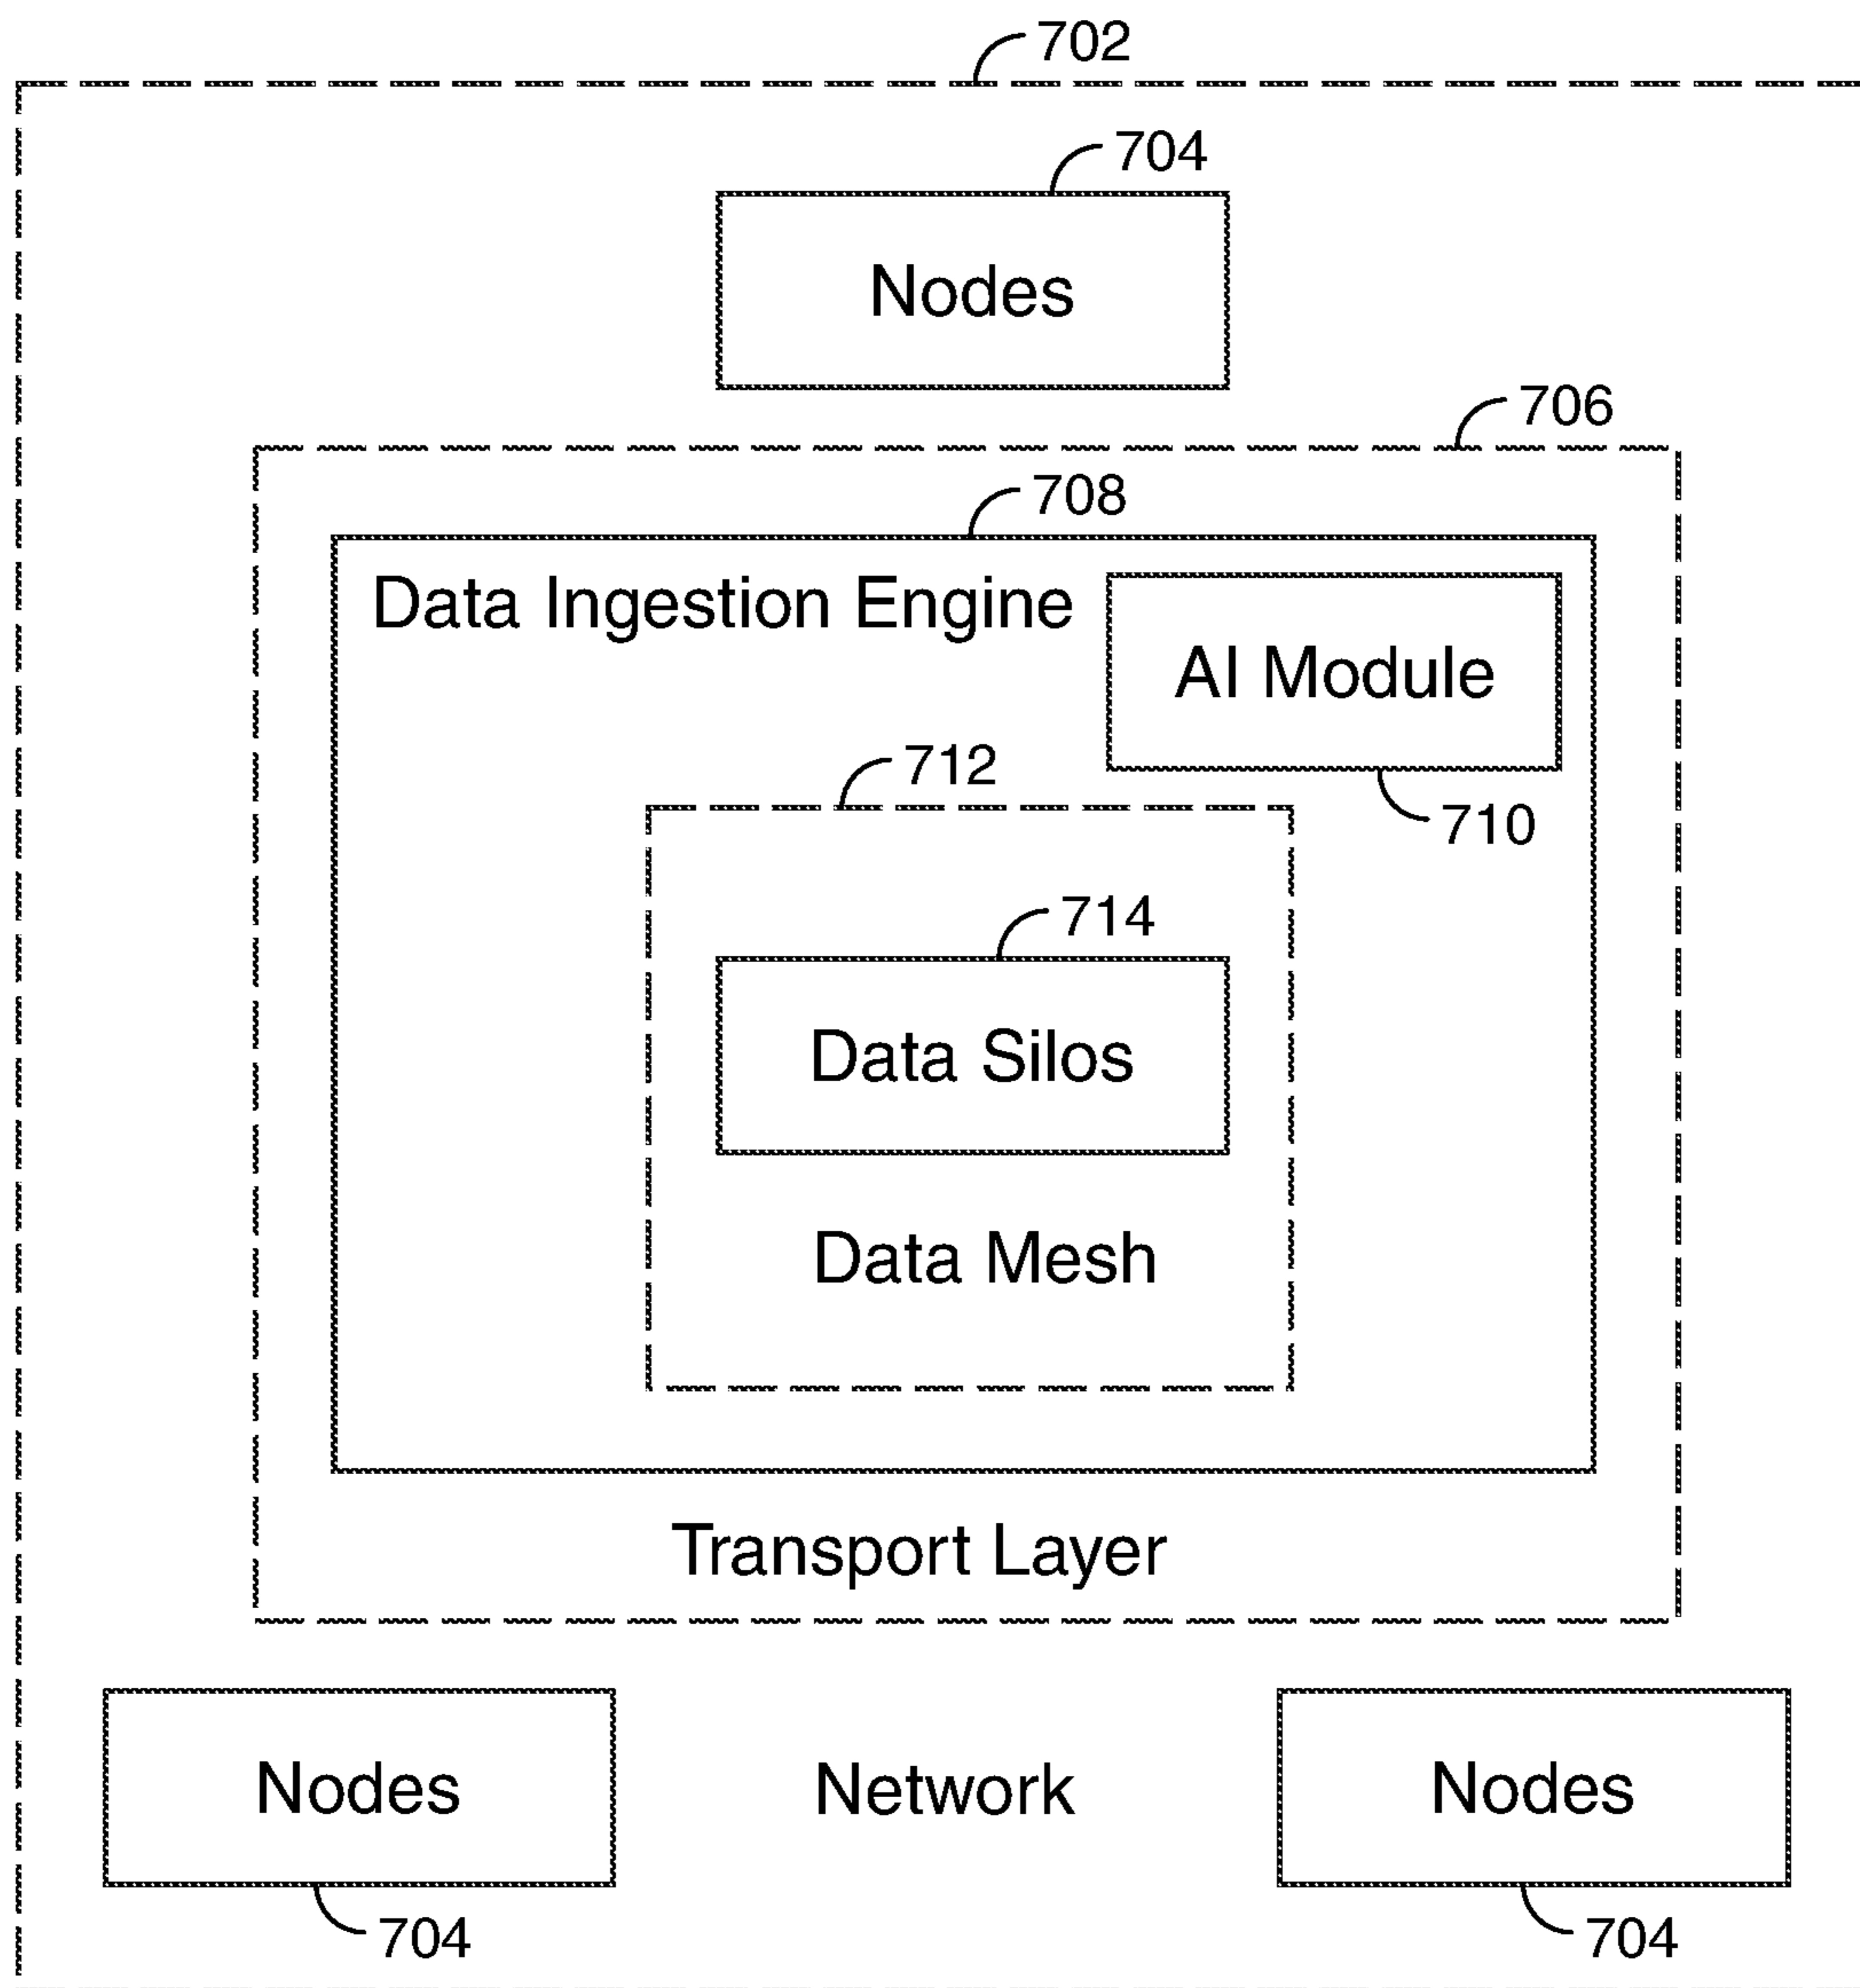 702
704
Nodes
706
708
Data Ingestion Engine
AI Module
712
710
714
Data Silos
Data Mesh
Transport Layer
Nodes
Network
Nodes
704
704